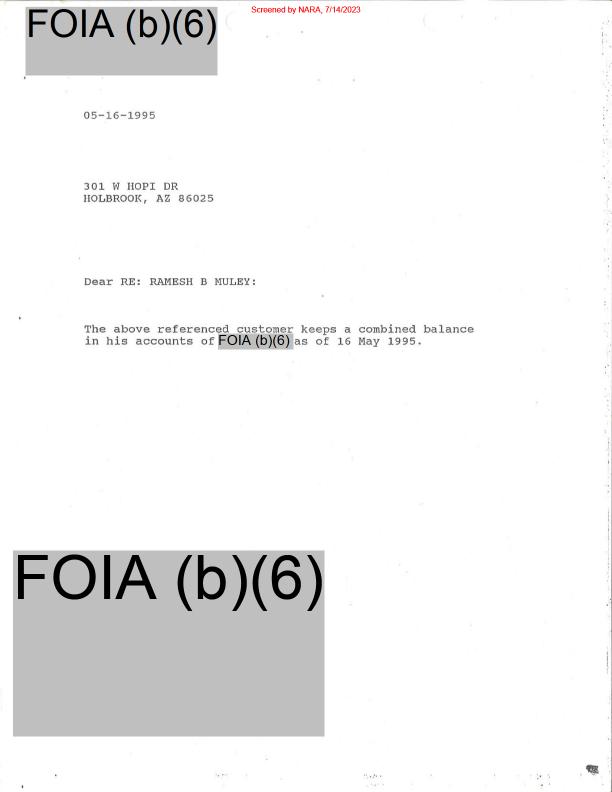 Screened by NARA, 7/14/2023
FOIA (b)(6)
05-16-1995
301 W HOPI DR
HOLBROOK, AZ 86025
Dear RE: RAMESH B MULEY:
The above referenced customer keeps a combined balance
in his accounts of FOIA (b)(6) as of 16 May 1995.
FOIA (b)(6)